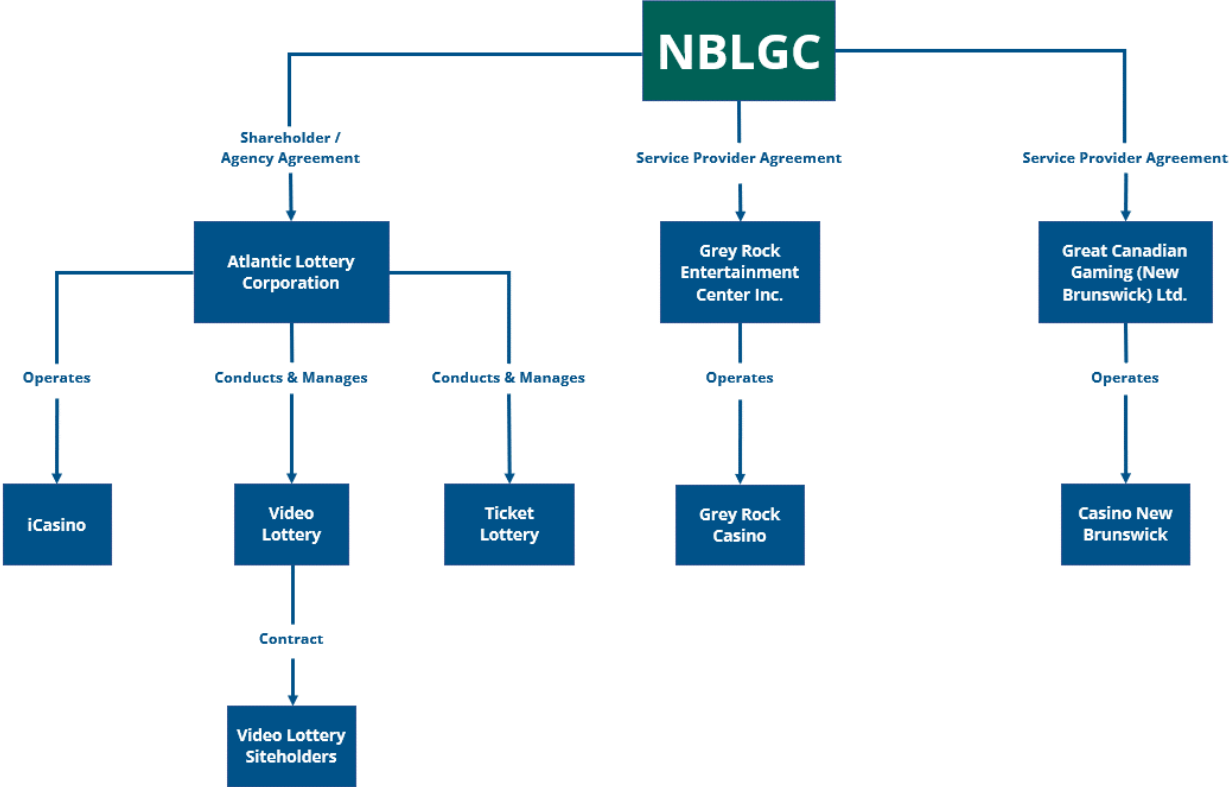 NBLGC
Shareholder /
Agency Agreement
Service Provider Agreement
Service Provider Agreement
Atlantic Lottery
Corporation
Grey Rock
Entertainment
Center Inc.
Great Canadian
Gaming (New
Brunswick) Ltd.
Operates
Conducts & Manages
Conducts & Manages
Operates
Operates
iCasino
Video
Lottery
Ticket
Lottery
Grey Rock
Casino
Casino New
Brunswick
Contract
Video Lottery
Siteholders